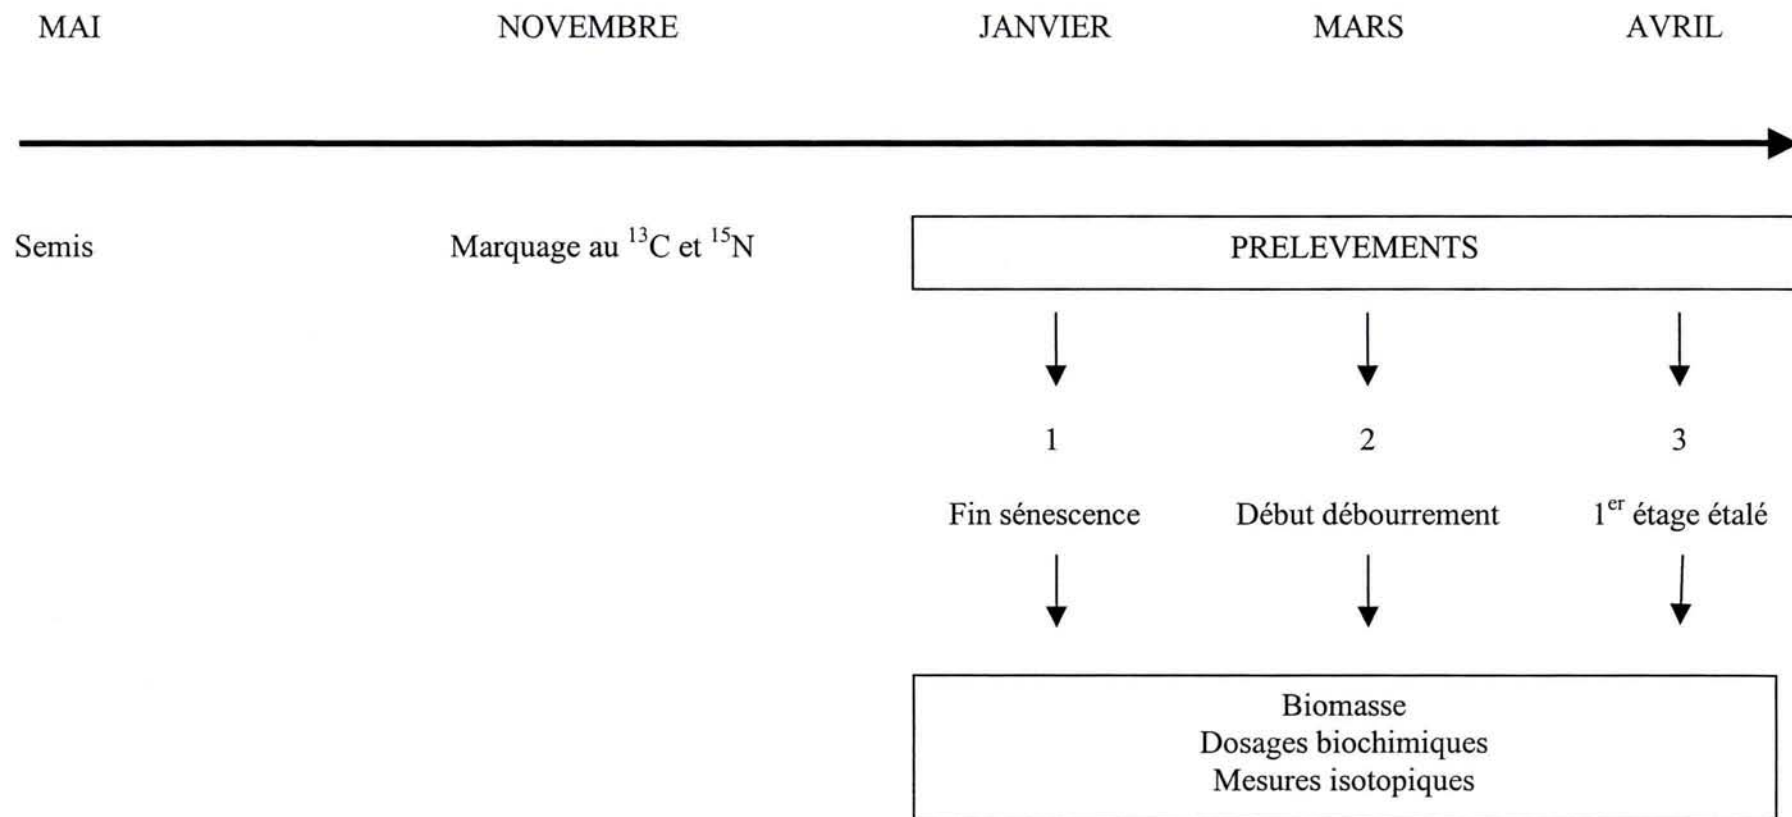 MAI NOVEMBRE JANVIER MARS AVRIL
Semis Marquage au ¹³C et ¹⁵N PRELEVEMENTS
1 2 3
Fin sénescence Début débourrement 1ᵉʳ étage étalé
Biomasse
Dosages biochimiques
Mesures isotopiques